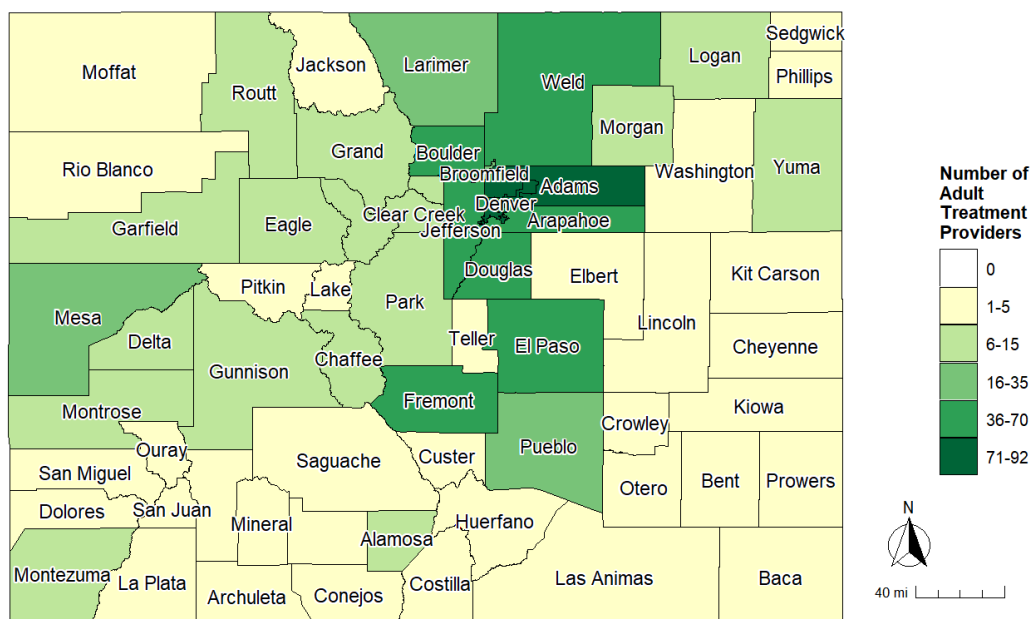 Sedgwick
Moffat
Jackson
Larimer
Logan
Routt
Weld
Phillips
Morgan
Grand
Boulder
Rio Blanco
Washington
Yuma
Broomfield
Adams
Denver
Clear Creek
Arapahoe
Garfield
Eagle
Jefferson
Douglas
Elbert
Kit Carson
Pitkin
Lake
Park
Mesa
Lincoln
Teller
Delta
El Paso
Cheyenne
Chaffee
Gunnison
Fremont
Montrose
Kiowa
Crowley
Ouray
Pueblo
Custer
Saguache
San Miguel
Otero
Bent
Prowers
Dolores
San Juan
Mineral
Huerfano
Alamosa
Montezuma
La Plata
Costilla
Las Animas
Baca
Archuleta
Conejos
Number of
Adult
Treatment
Providers
0
1-5
6-15
16-35
36-70
71-92
N
40 mi